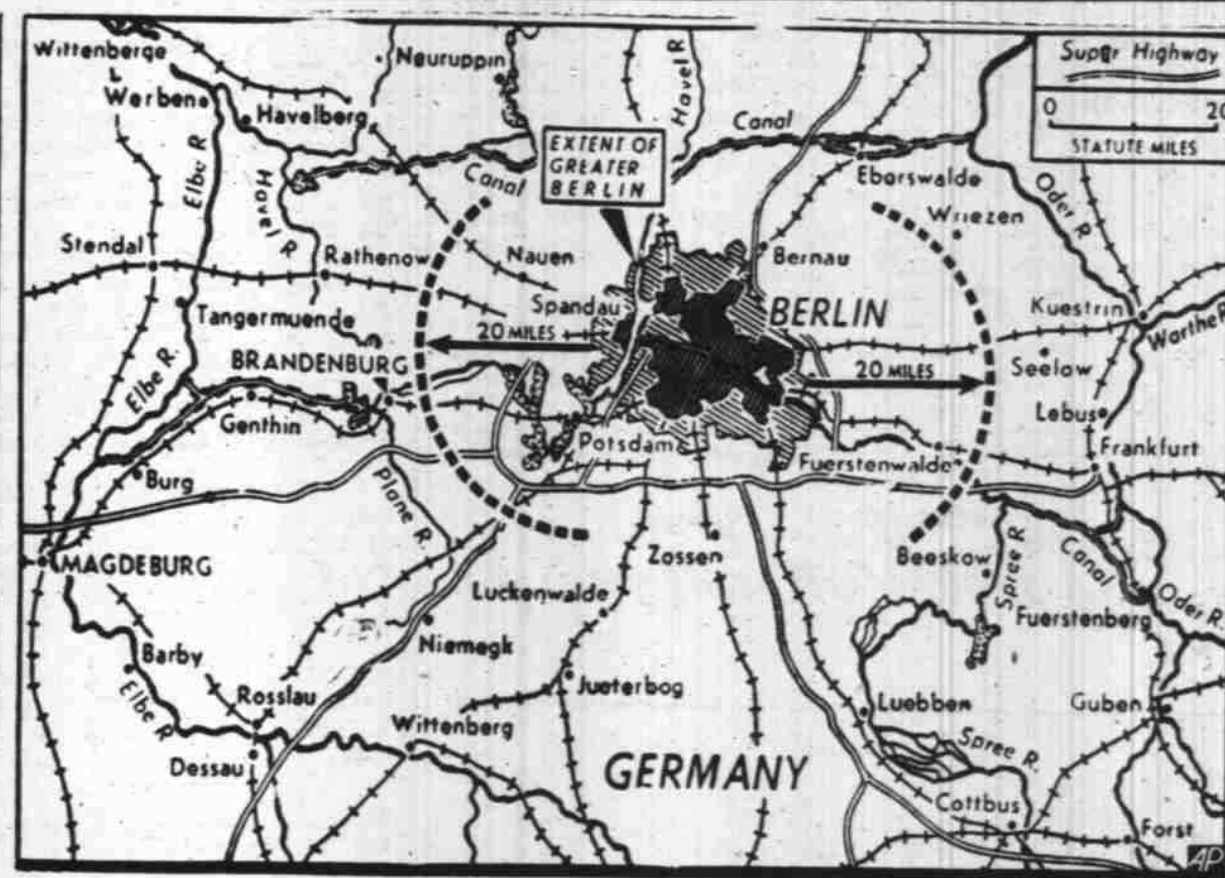 Wittenberge
Werben
Havelberg
Neuruppin
Havel R
Super Highway
0 20
STATUTE MILES
EXTENT OF
GREATER
BERLIN
Canal
Canal
Eberswalde
Elbe R
Havel R
Wriezen
Oder R
Stendal
Rathenow
Nauen
Bernau
Spandau
BERLIN
Kuestrin
Warthe
Tangermuende
20 MILES
20 MILES
Seelow
BRANDENBURG
Elbe R.
Lebus
Genthin
Potsdam
Frankfurt
Fuerstenwalde
Burg
Plane R.
Zossen
Beeskow
Spree R.
Canal
Oder R.
MAGDEBURG
Luckenwalde
Fuerstenberg
Niemegk
Barby
Elbe R
Rosslau
Jueterbog
Luebben
Guben
Wittenberg
Spree R.
Dessau
GERMANY
Cottbus
Forst
AP